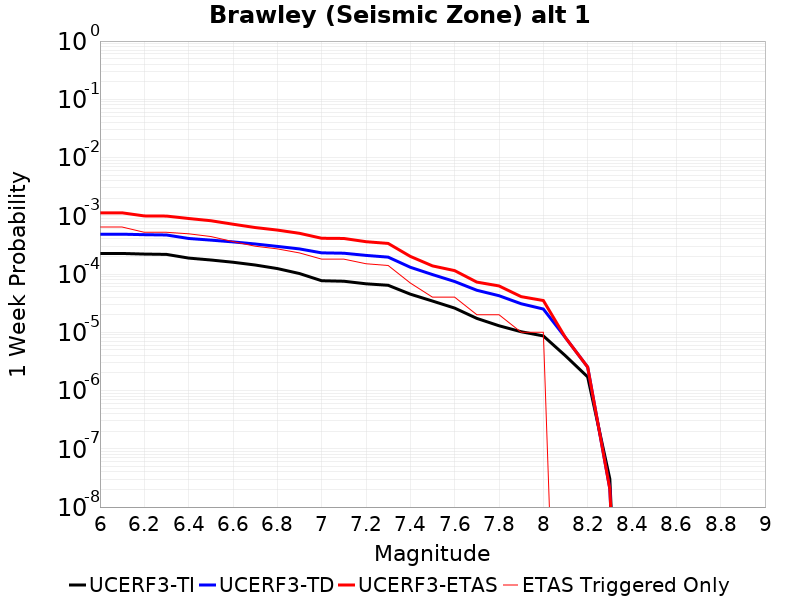 Brawley (Seismic Zone) alt 1
1 Week Probability
10^0
10^-1
10^-2
10^-3
10^-4
10^-5
10^-6
10^-7
10^-8
6 6.2 6.4 6.6 6.8 7 7.2 7.4 7.6 7.8 8 8.2 8.4 8.6 8.8 9
Magnitude
UCERF3-TI UCERF3-TD UCERF3-ETAS ETAS Triggered Only